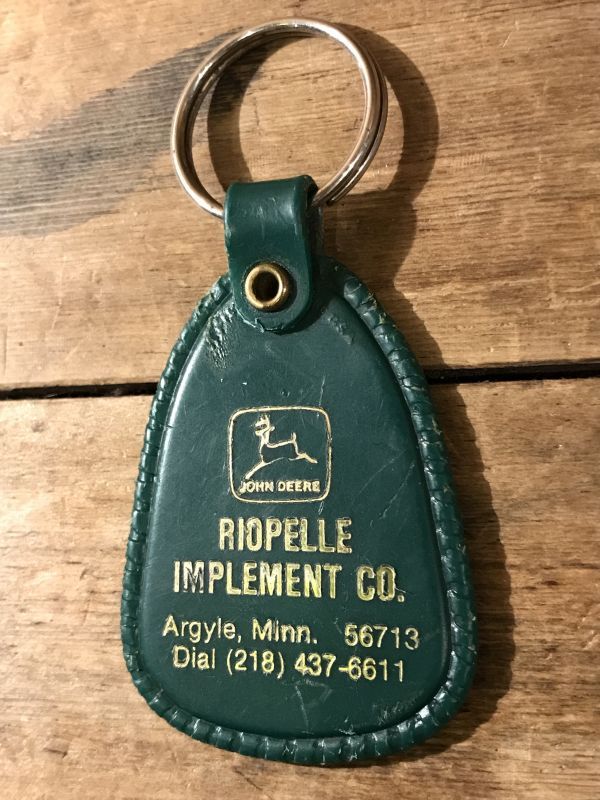 JOHN DEERE
RIOPELLE
IMPLEMENT CO.
Argyle, Minn. 56713
Dial (218) 437-6611